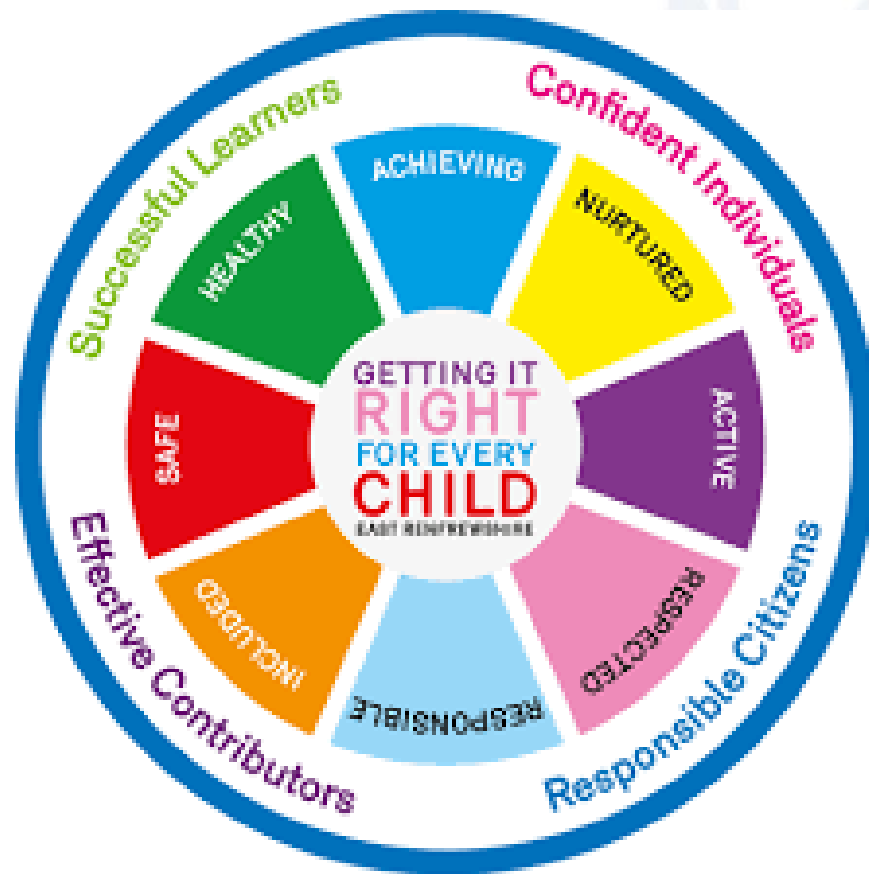 Successful Learners
Confident Individuals
ACHIEVING
NURTURED
ACTIVE
RESPECTED
RESPONSIBLE
INCLUDED
SAFE
HEALTHY
GETTING IT
RIGHT
FOR EVERY
CHILD
EAST RENFREWSHIRE
Effective Contributors
Responsible Citizens